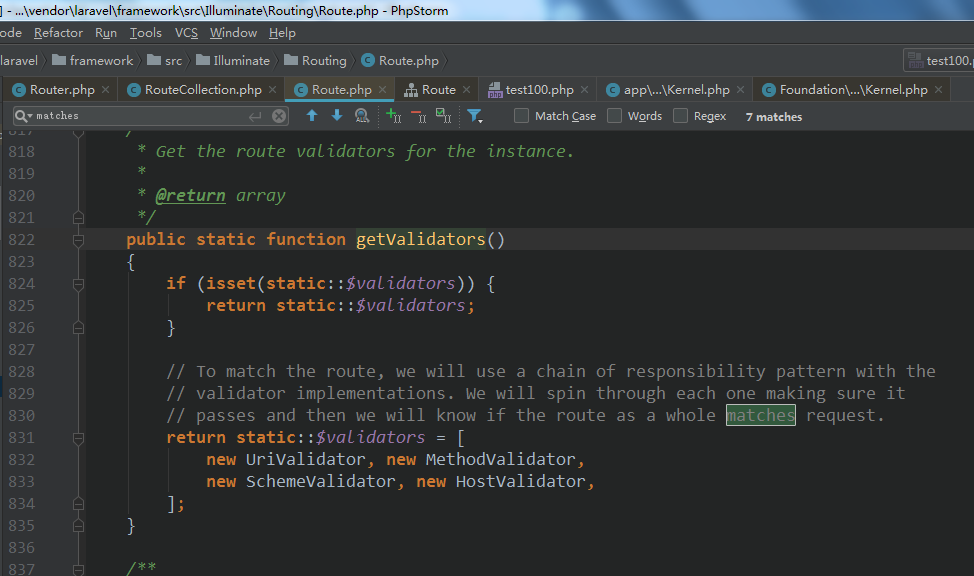 ] - ...\vendor\laravel\framework\src\Illuminate\Routing\Route.php - PhpStorm
ode Refactor Run Tools VCS Window Help
laravel framework src Illuminate Routing Route.php test100.p
Router.php RouteCollection.php Route.php Route test100.php app\...\Kernel.php Foundation\...\Kernel.php
matches Match Case Words Regex 7 matches
817 /
818 * Get the route validators for the instance.
819 *
820 * @return array
821 */
822 public static function getValidators()
823 {
824 if (isset(static::$validators)) {
825 return static::$validators;
826 }
827
828 // To match the route, we will use a chain of responsibility pattern with the
829 // validator implementations. We will spin through each one making sure it
830 // passes and then we will know if the route as a whole matches request.
831 return static::$validators = [
832 new UriValidator, new MethodValidator,
833 new SchemeValidator, new HostValidator,
834 ];
835 }
836
837 /**